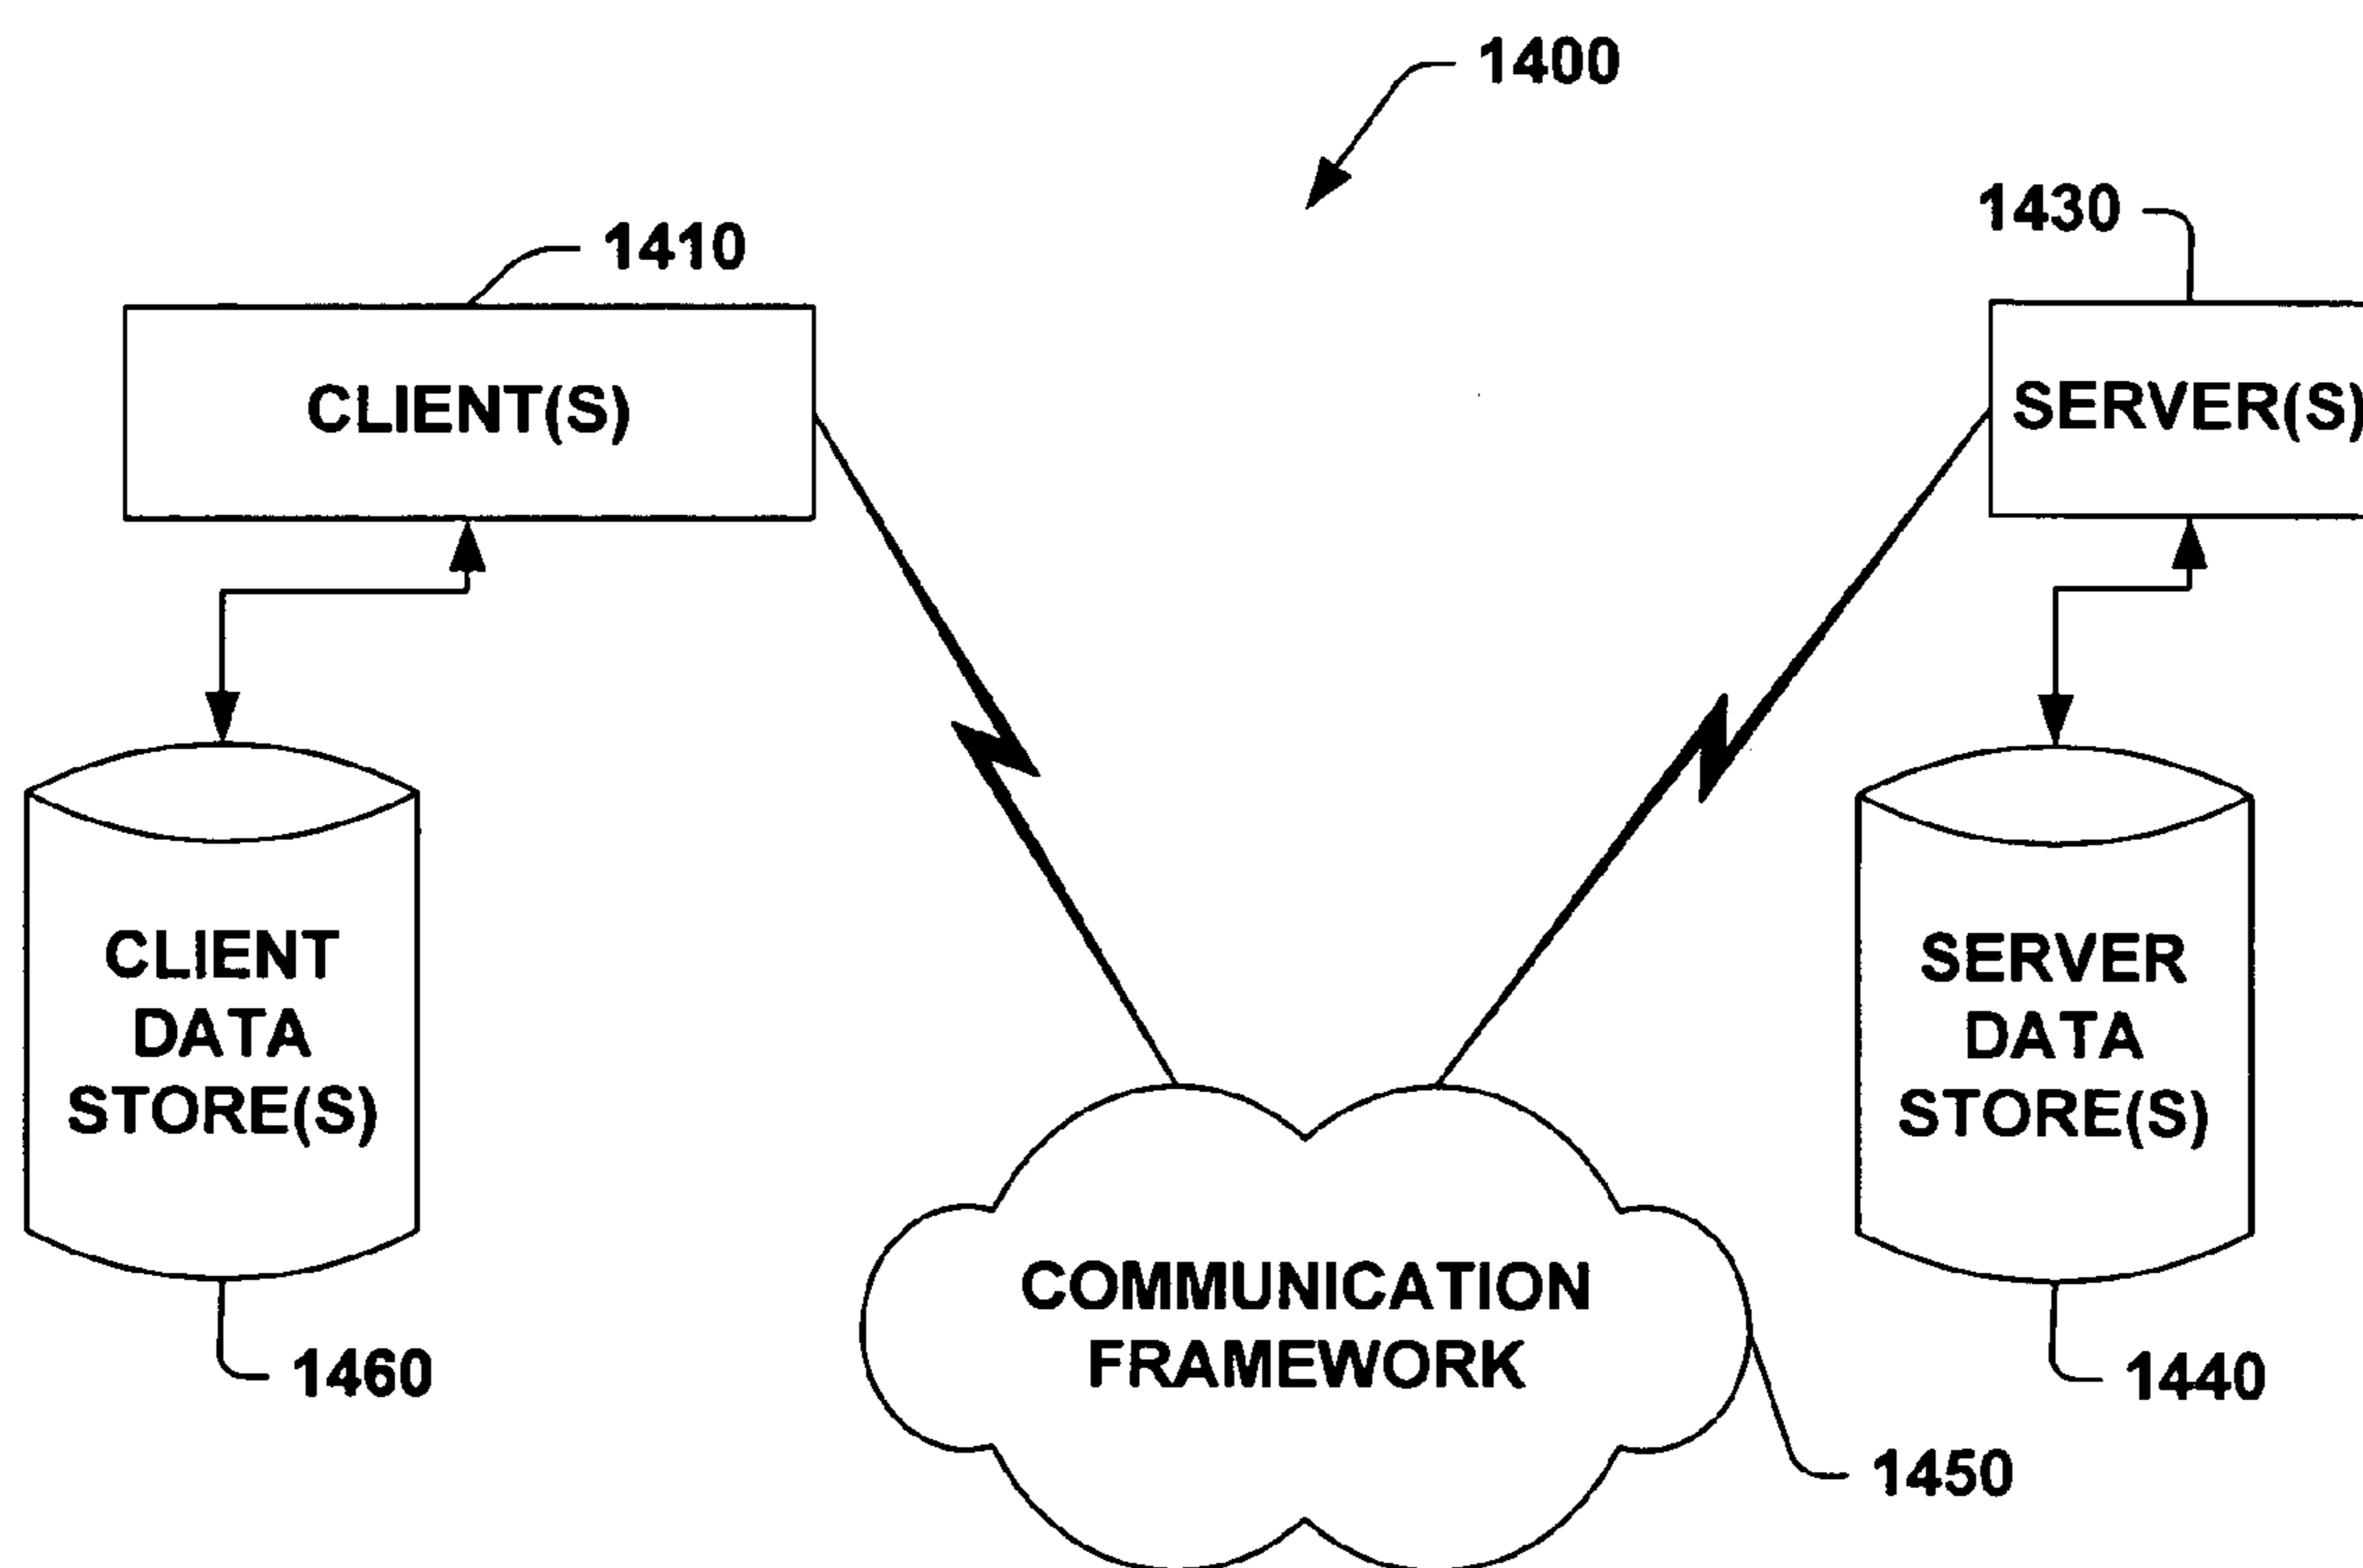 1400
1410
1430
CLIENT(S)
SERVER(S)
CLIENT
DATA
STORE(S)
SERVER
DATA
STORE(S)
COMMUNICATION
FRAMEWORK
1460
1440
1450